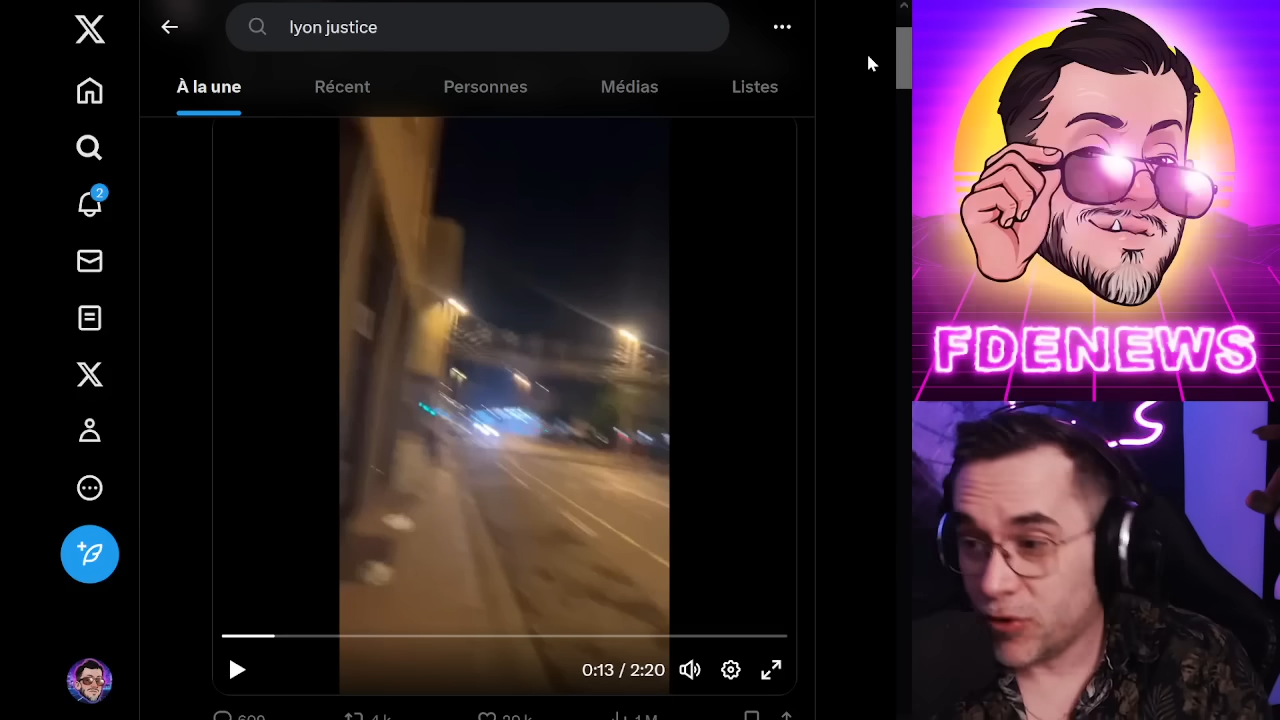 lyon justice
À la une
Récent
Personnes
Médias
Listes
2
0:13 / 2:20
FDENEWS
S